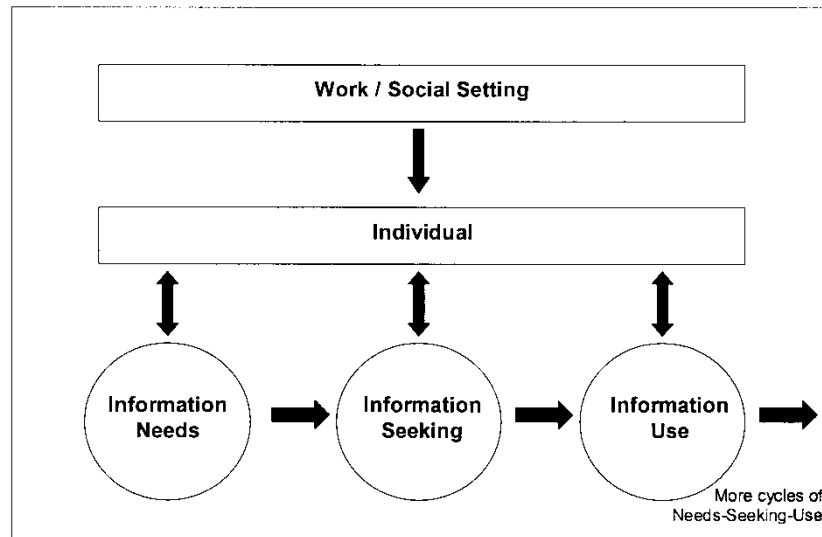 Work / Social Setting
Individual
Information
Needs
Information
Seeking
Information
Use
More cycles of
Needs-Seeking-Use